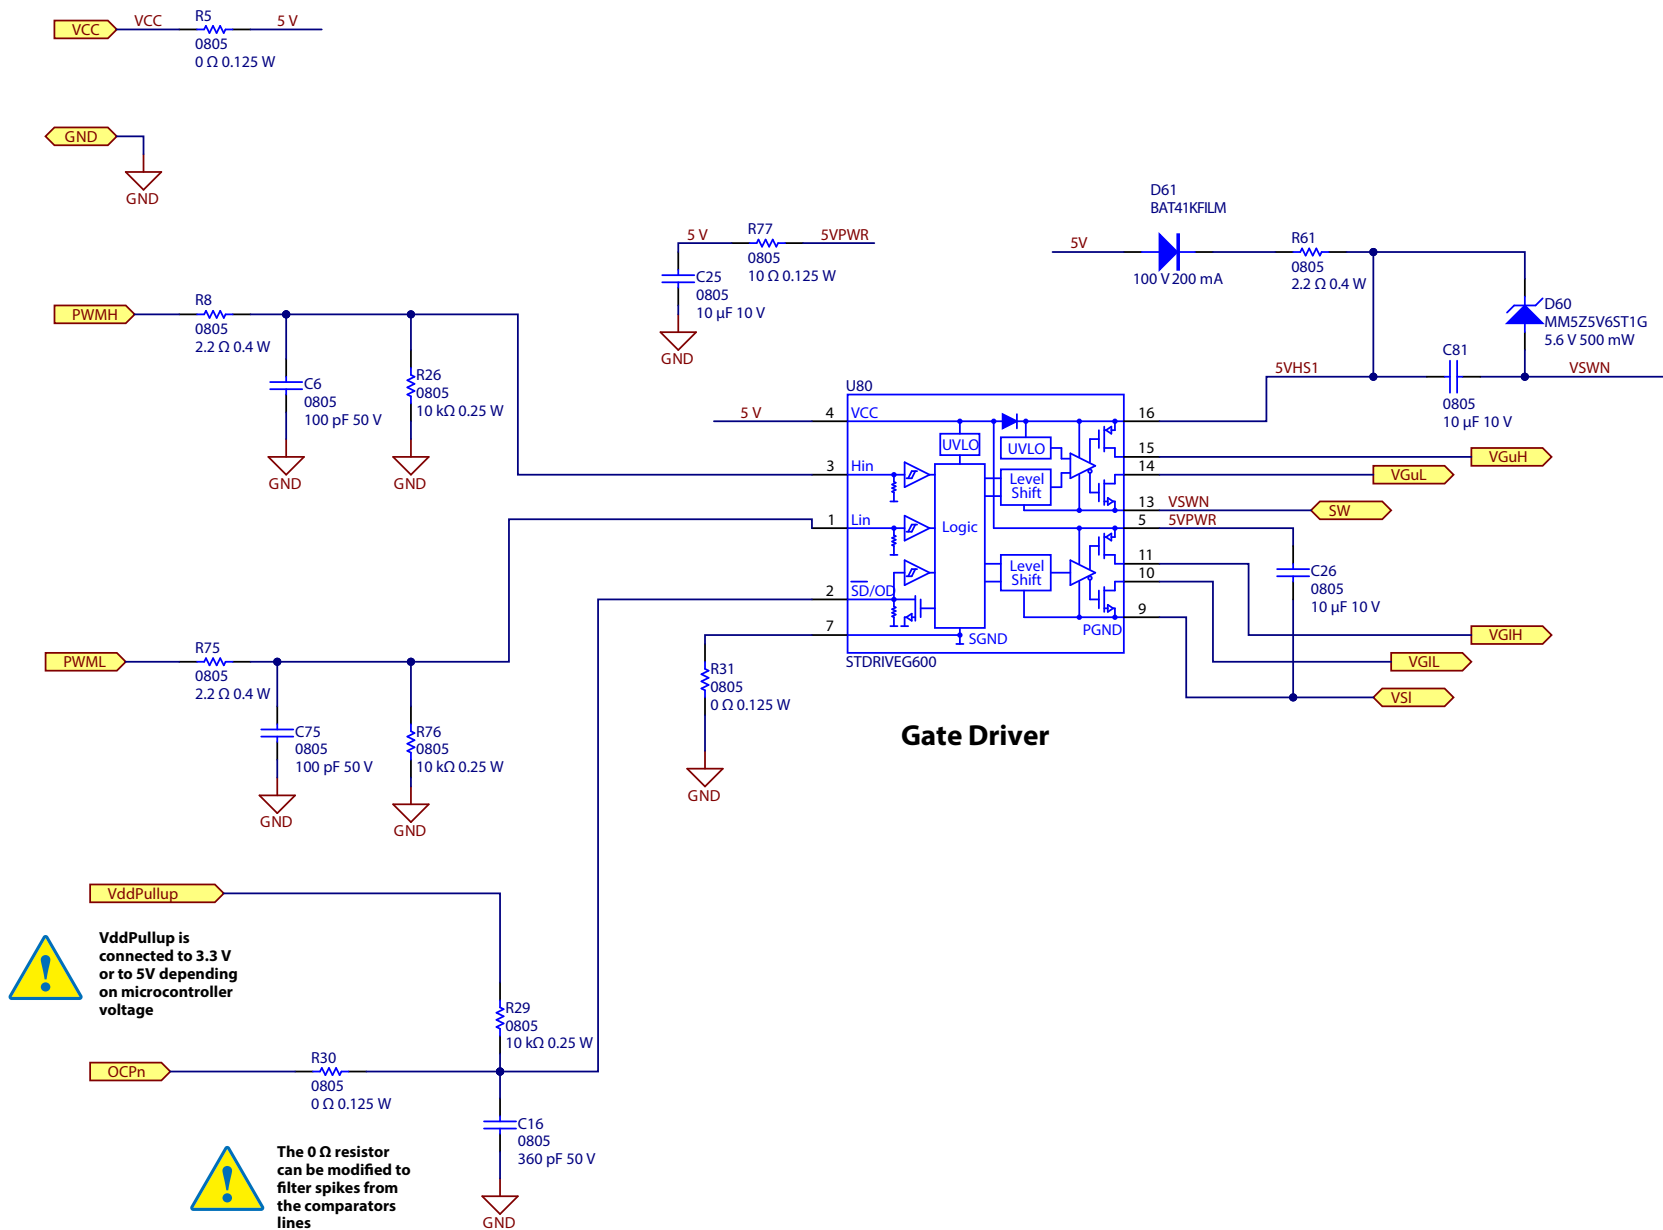 VCC
VCC
R5
5 V
0805
0 Ω 0.125 W
GND
GND
PWMH
R8
0805
2.2 Ω 0.4 W
C6
0805
100 pF 50 V
GND
R26
0805
10 kΩ 0.25 W
GND
5 V
R77
5VPWR
0805
10 Ω 0.125 W
C25
0805
10 μF 10 V
GND
D61
BAT41KFILM
5V
100 V 200 mA
R61
0805
2.2 Ω 0.4 W
D60
MM5Z5V6ST1G
5.6 V 500 mW
5VHS1
C81
VSWN
0805
10 μF 10 V
U80
5 V
4
VCC
16
UVLO
UVLO
15
VGuH
3
Hin
Level
Shift
14
VGuL
13
VSWN
SW
1
Lin
Logic
5
5VPWR
11
Level
Shift
10
C26
0805
10 μF 10 V
2
SD/OD
9
7
SGND
PGND
VGIH
STDRIVEG600
VGIL
VSI
R31
0805
0 Ω 0.125 W
GND
Gate Driver
PWML
R75
0805
2.2 Ω 0.4 W
C75
0805
100 pF 50 V
GND
R76
0805
10 kΩ 0.25 W
GND
VddPullup
VddPullup is
connected to 3.3 V
or to 5V depending
on microcontroller
voltage
R29
0805
10 kΩ 0.25 W
OCPn
R30
0805
0 Ω 0.125 W
C16
0805
360 pF 50 V
GND
The 0 Ω resistor
can be modified to
filter spikes from
the comparators
lines